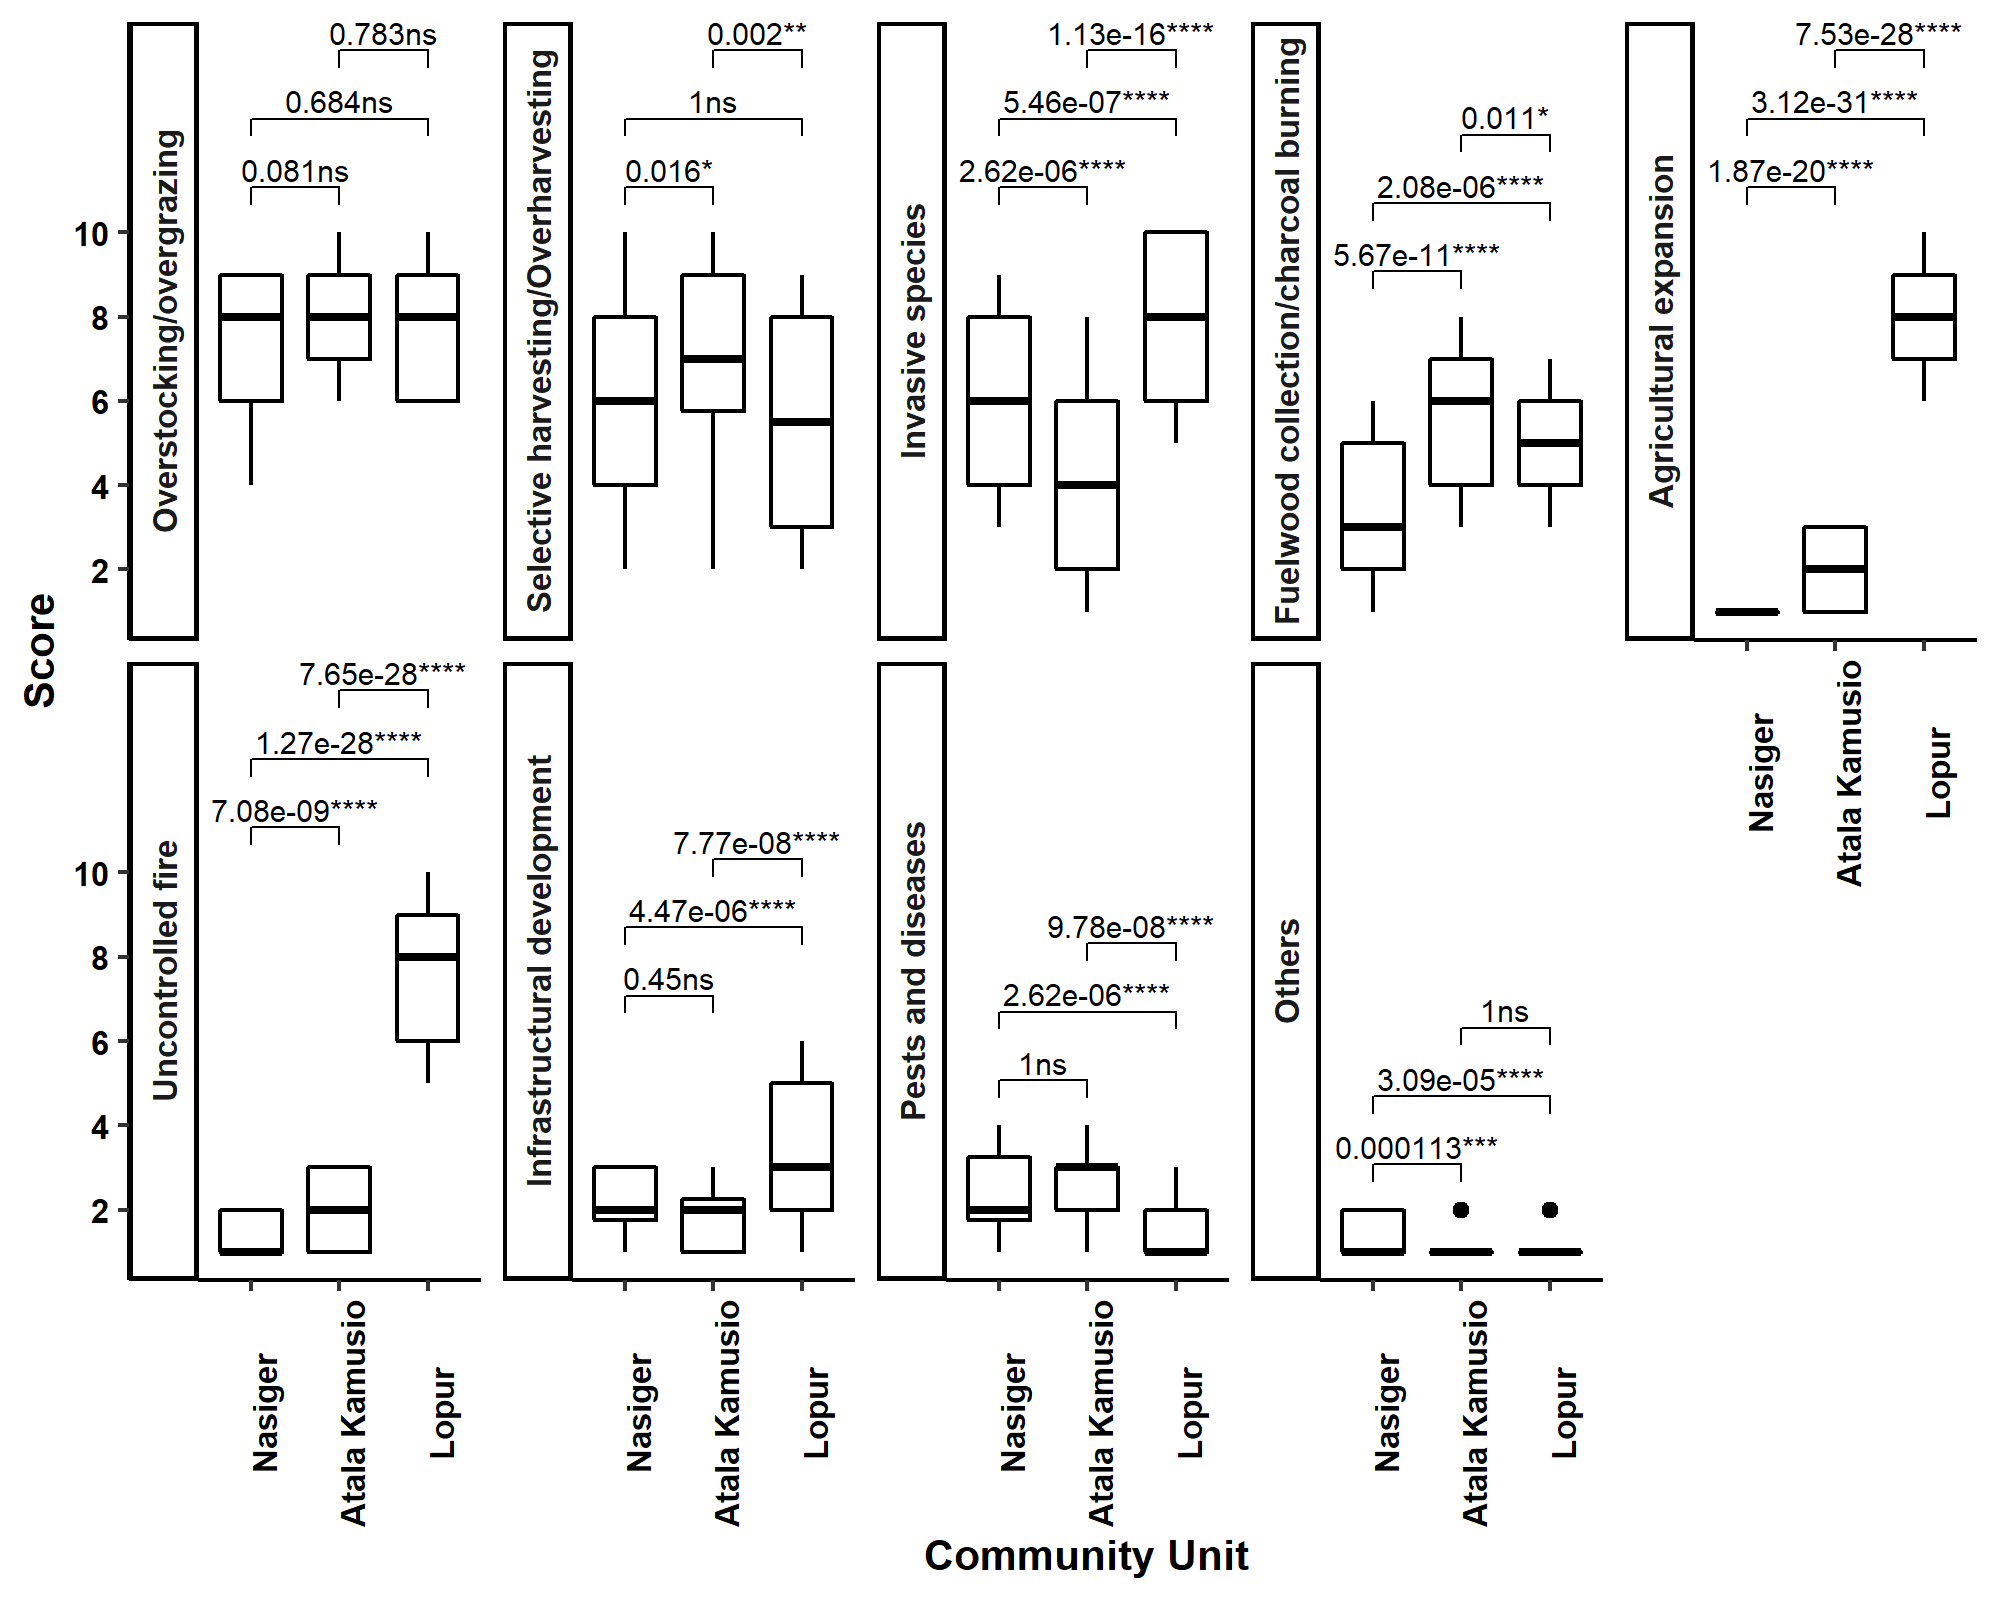 Score
Overstocking/overgrazing
0.783ns
0.684ns
0.081ns
10
8
6
4
2
Selective harvesting/Overharvesting
0.002**
1ns
0.016*
Invasive species
1.13e-16****
5.46e-07****
2.62e-06****
Fuelwood collection/charcoal burning
0.011*
2.08e-06****
5.67e-11****
Agricultural expansion
7.53e-28****
3.12e-31****
1.87e-20****
Nasiger
Atala Kamusio
Lopur
Uncontrolled fire
7.65e-28****
1.27e-28****
7.08e-09****
10
8
6
4
2
Nasiger
Atala Kamusio
Lopur
Infrastructural development
7.77e-08****
4.47e-06****
0.45ns
Nasiger
Atala Kamusio
Lopur
Pests and diseases
9.78e-08****
2.62e-06****
1ns
Nasiger
Atala Kamusio
Lopur
Others
1ns
3.09e-05****
0.000113***
Nasiger
Atala Kamusio
Lopur
Community Unit